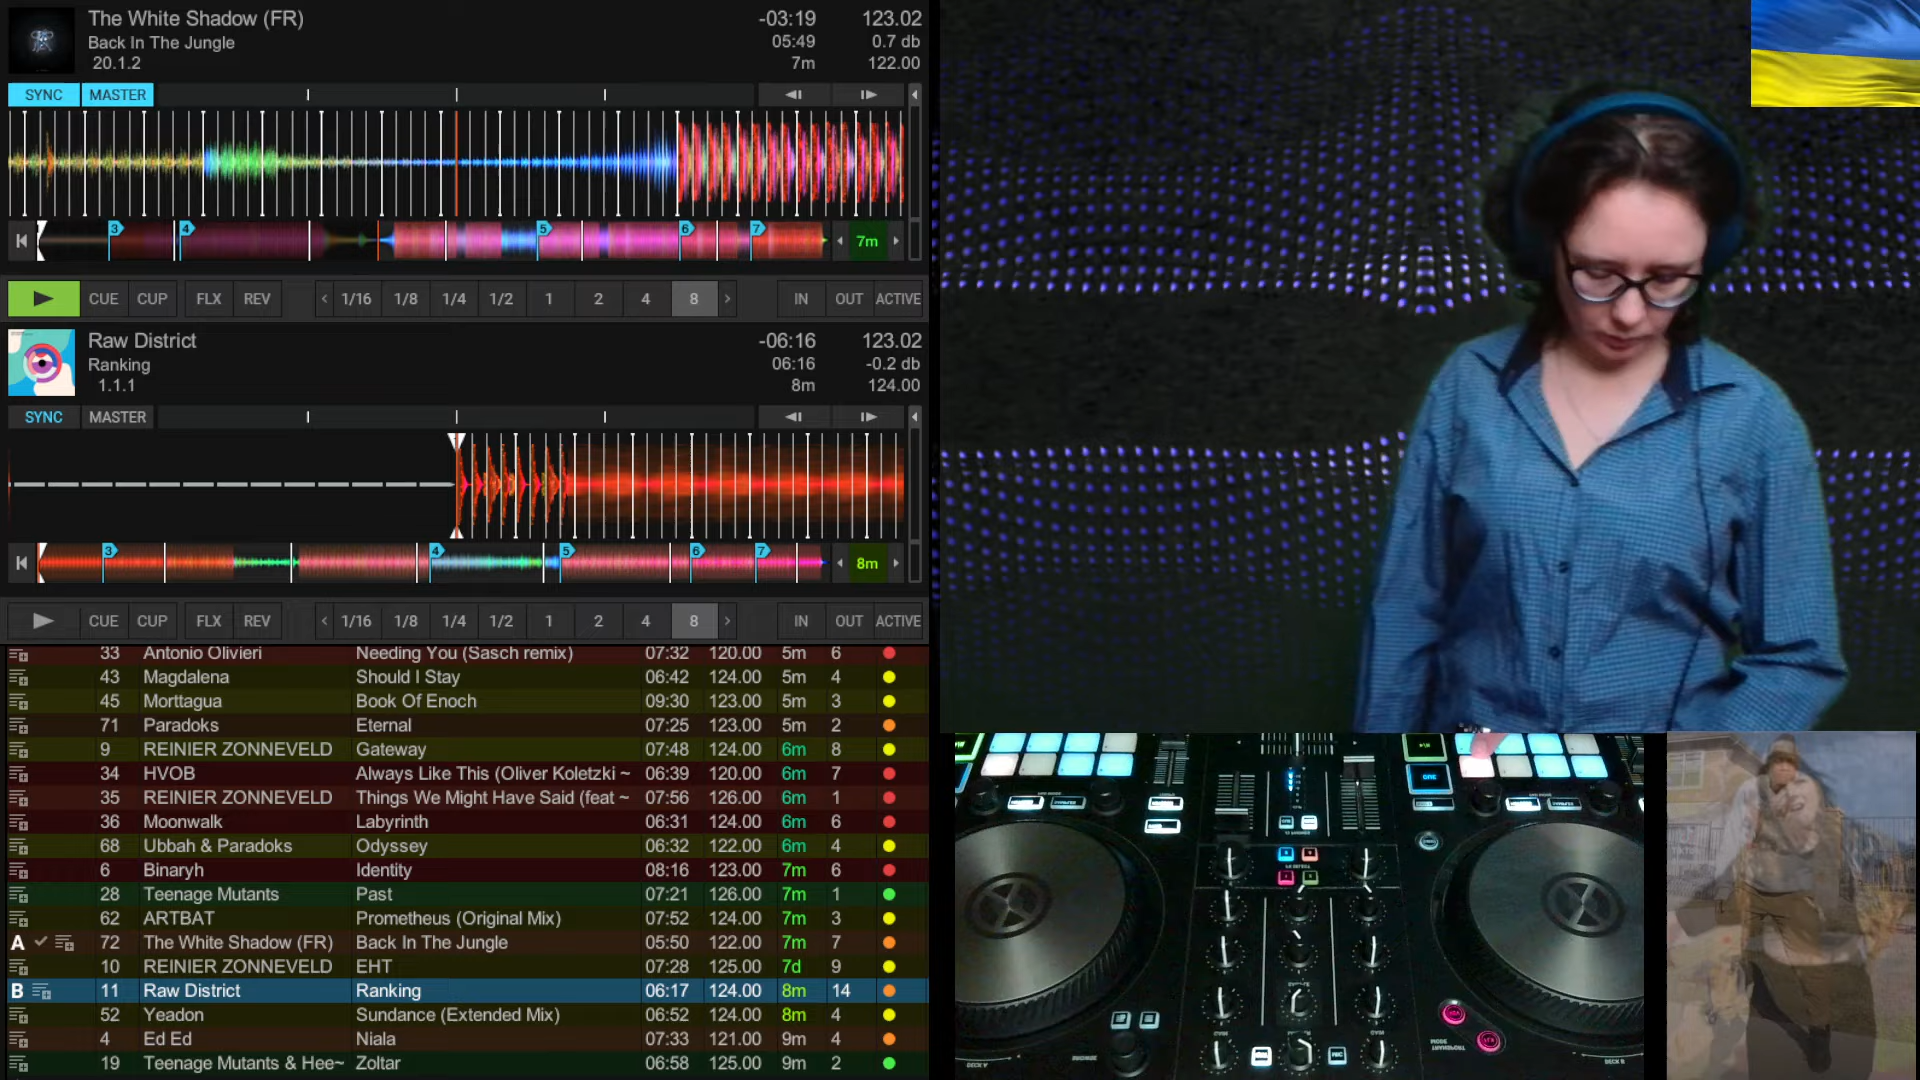 The White Shadow (FR) -03:19 123.02
Back In The Jungle 05:49 0.7 db
20.1.2 7m 122.00
SYNC MASTER
3 4 5 6 7 7m
CUE CUP FLX REV 1/16 1/8 1/4 1/2 1 2 4 8 IN OUT ACTIVE
Raw District -06:16 123.02
Ranking 06:16 -0.2 db
1.1.1 8m 124.00
SYNC MASTER
3 4 5 6 7 8m
CUE CUP FLX REV 1/16 1/8 1/4 1/2 1 2 4 8 IN OUT ACTIVE
33 Antonio Olivieri Needing You (Sasch remix) 07:32 120.00 5m 6
43 Magdalena Should I Stay 06:42 124.00 5m 4
45 Morttagua Book Of Enoch 09:30 123.00 5m 3
71 Paradoks Eternal 07:25 123.00 5m 2
9 REINIER ZONNEVELD Gateway 07:48 124.00 6m 8
34 HVOB Always Like This (Oliver Koletzki ~ 06:39 120.00 6m 7
35 REINIER ZONNEVELD Things We Might Have Said (feat ~ 07:56 126.00 6m 1
36 Moonwalk Labyrinth 06:31 124.00 6m 6
68 Ubbah & Paradoks Odyssey 06:32 122.00 6m 4
6 Binaryh Identity 08:16 123.00 7m 6
28 Teenage Mutants Past 07:21 126.00 7m 1
62 ARTBAT Prometheus (Original Mix) 07:52 124.00 7m 3
A 72 The White Shadow (FR) Back In The Jungle 05:50 122.00 7m 7
10 REINIER ZONNEVELD EHT 07:28 125.00 7d 9
B 11 Raw District Ranking 06:17 124.00 8m 14
52 Yeadon Sundance (Extended Mix) 06:52 124.00 8m 4
4 Ed Ed Niala 07:33 121.00 9m 4
19 Teenage Mutants & Hee~ Zoltar 06:58 125.00 9m 2